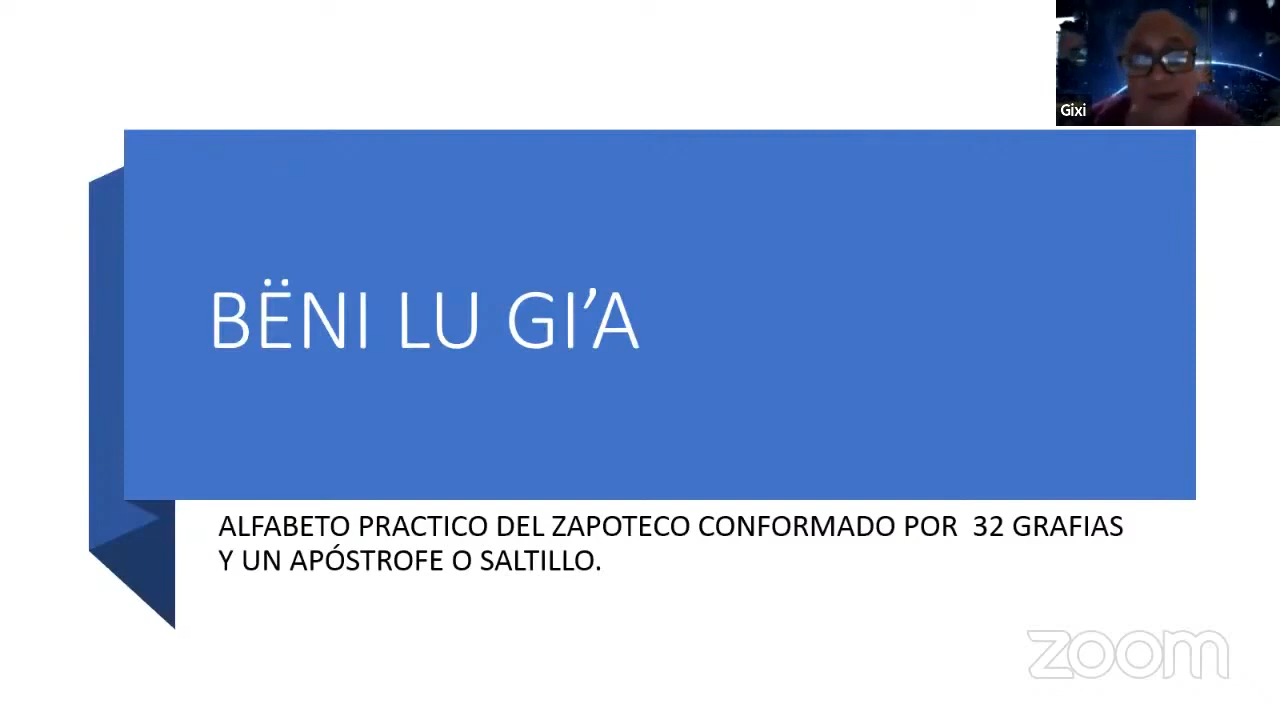 Gixi
BËNI LU GI’A
ALFABETO PRACTICO DEL ZAPOTECO CONFORMADO POR  32 GRAFIAS
Y UN APÓSTROFE O SALTILLO.
zoom